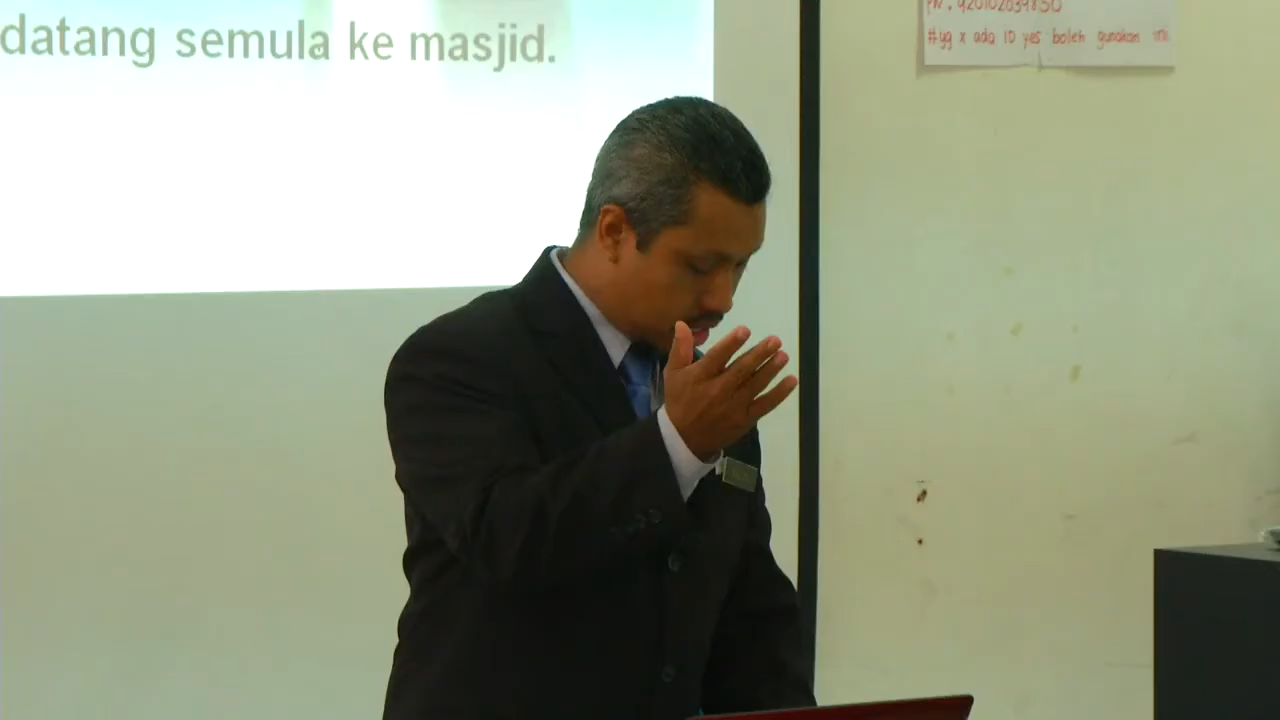 datang semula ke masjid.
#yg x ada ID yes boleh gunakan ini